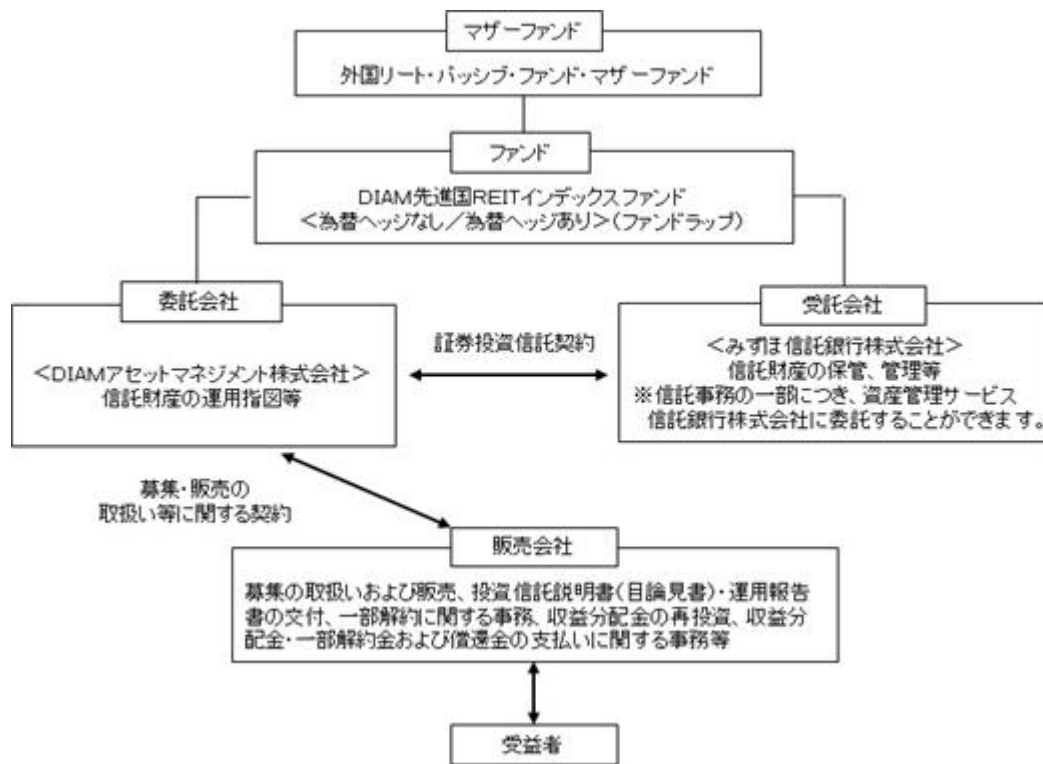 マザーファンド
外国リート・パッシブ・ファンド・マザーファンド
ファンド
DIAM先進国REITインデックスファンド
<為替ヘッジなし／為替ヘッジあり>(ファンドラップ)
委託会社
<DIAMアセットマネジメント株式会社>
信託財産の運用指図等
証券投資信託契約
受託会社
<みずほ信託銀行株式会社>
信託財産の保管、管理等
※信託事務の一部につき、資産管理サービス
信託銀行株式会社に委託することができます。
募集・販売の
取扱い等に関する契約
販売会社
募集の取扱いおよび販売、投資信託説明書(目論見書)・運用報告
書の交付、一部解約に関する事務、収益分配金の再投資、収益分
配金・一部解約金および償還金の支払いに関する事務等
受益者